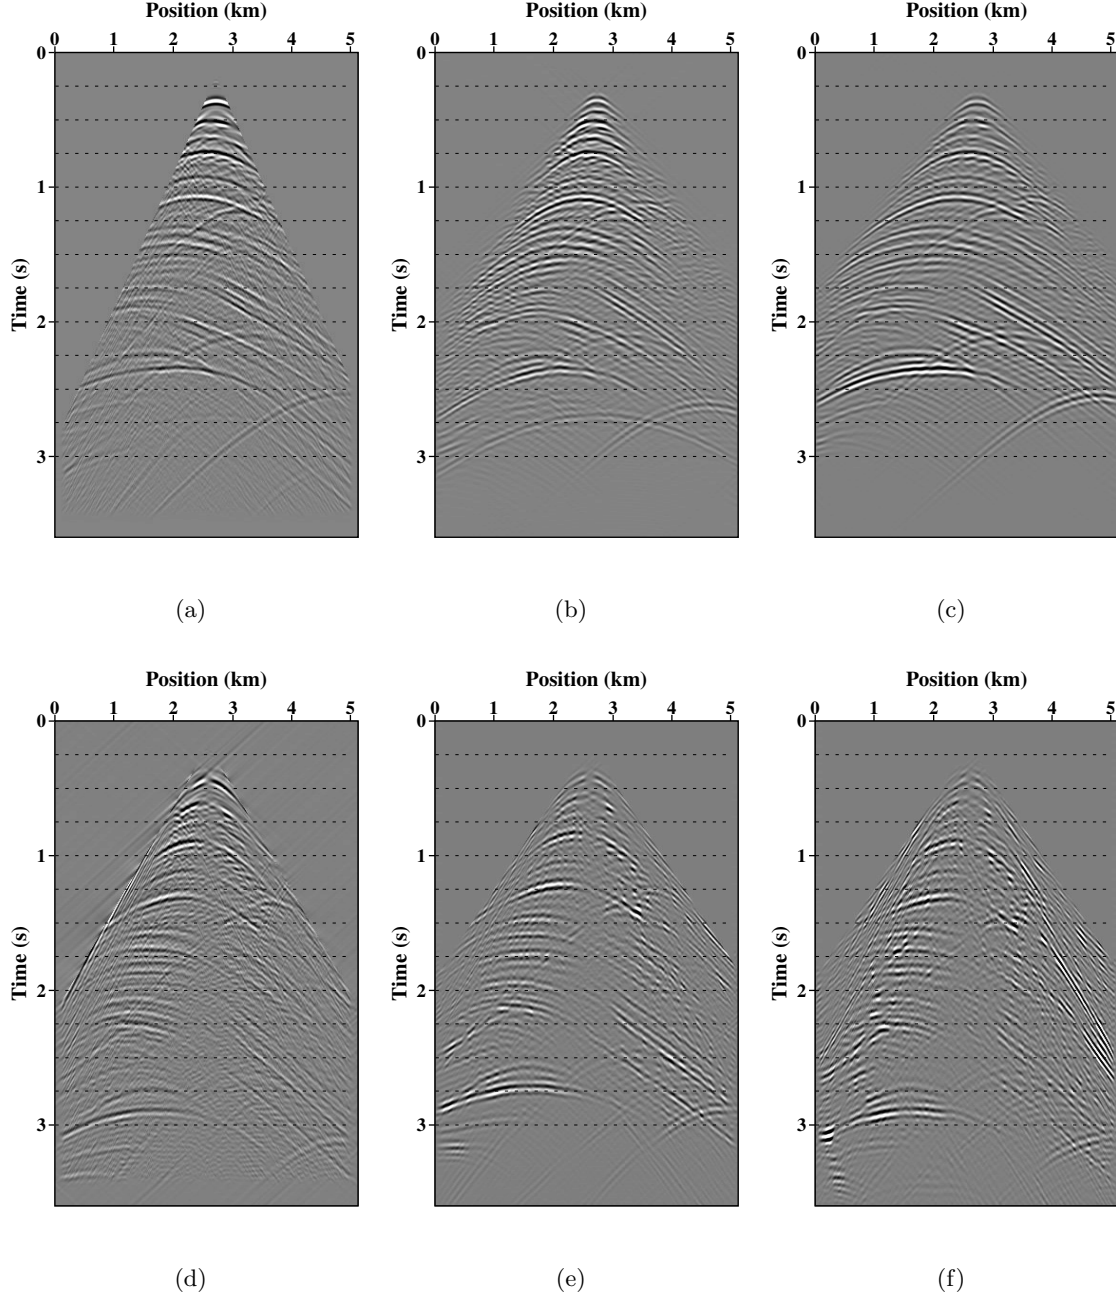 Position (km) Position (km) Position (km)
0 1 2 3 4 5 0 1 2 3 4 5 0 1 2 3 4 5
0 0 0
1 1 1
Time (s) Time (s) Time (s)
2 2 2
3 3 3
(a) (b) (c)
Position (km) Position (km) Position (km)
0 1 2 3 4 5 0 1 2 3 4 5 0 1 2 3 4 5
0 0 0
1 1 1
Time (s) Time (s) Time (s)
2 2 2
3 3 3
(d) (e) (f)